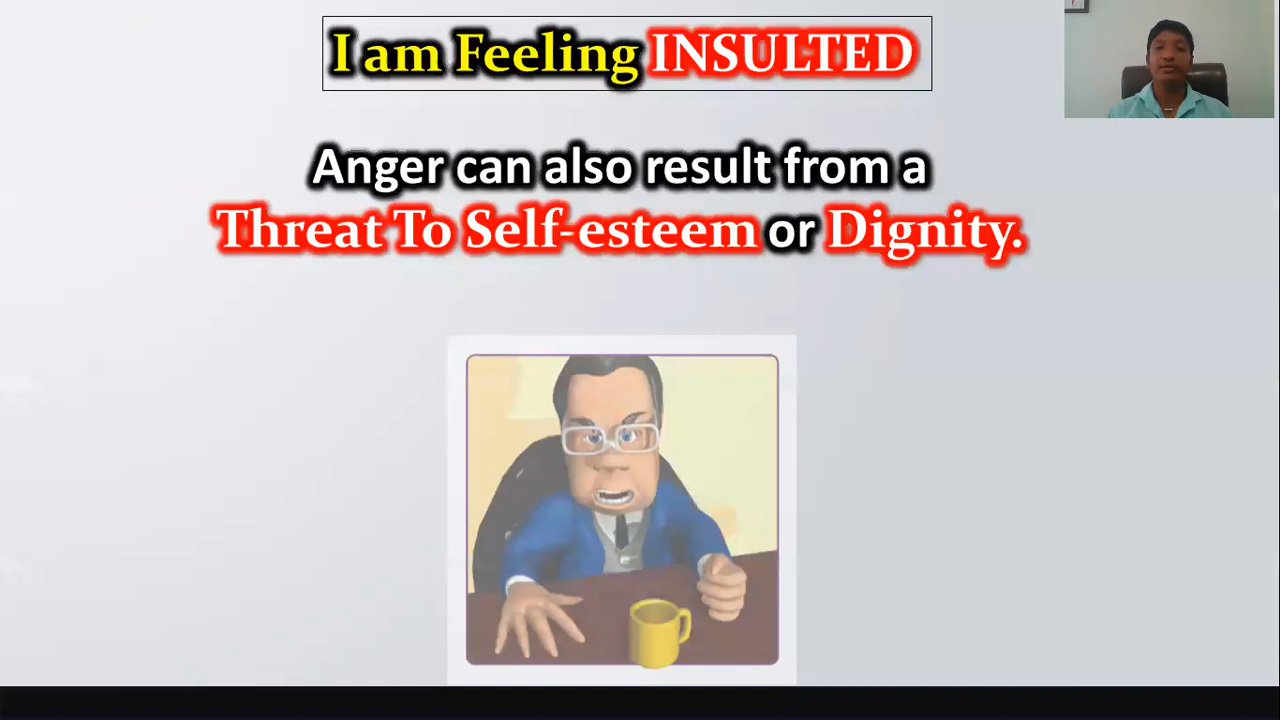 I am Feeling INSULTED
Anger can also result from a
Threat To Self-esteem or Dignity.